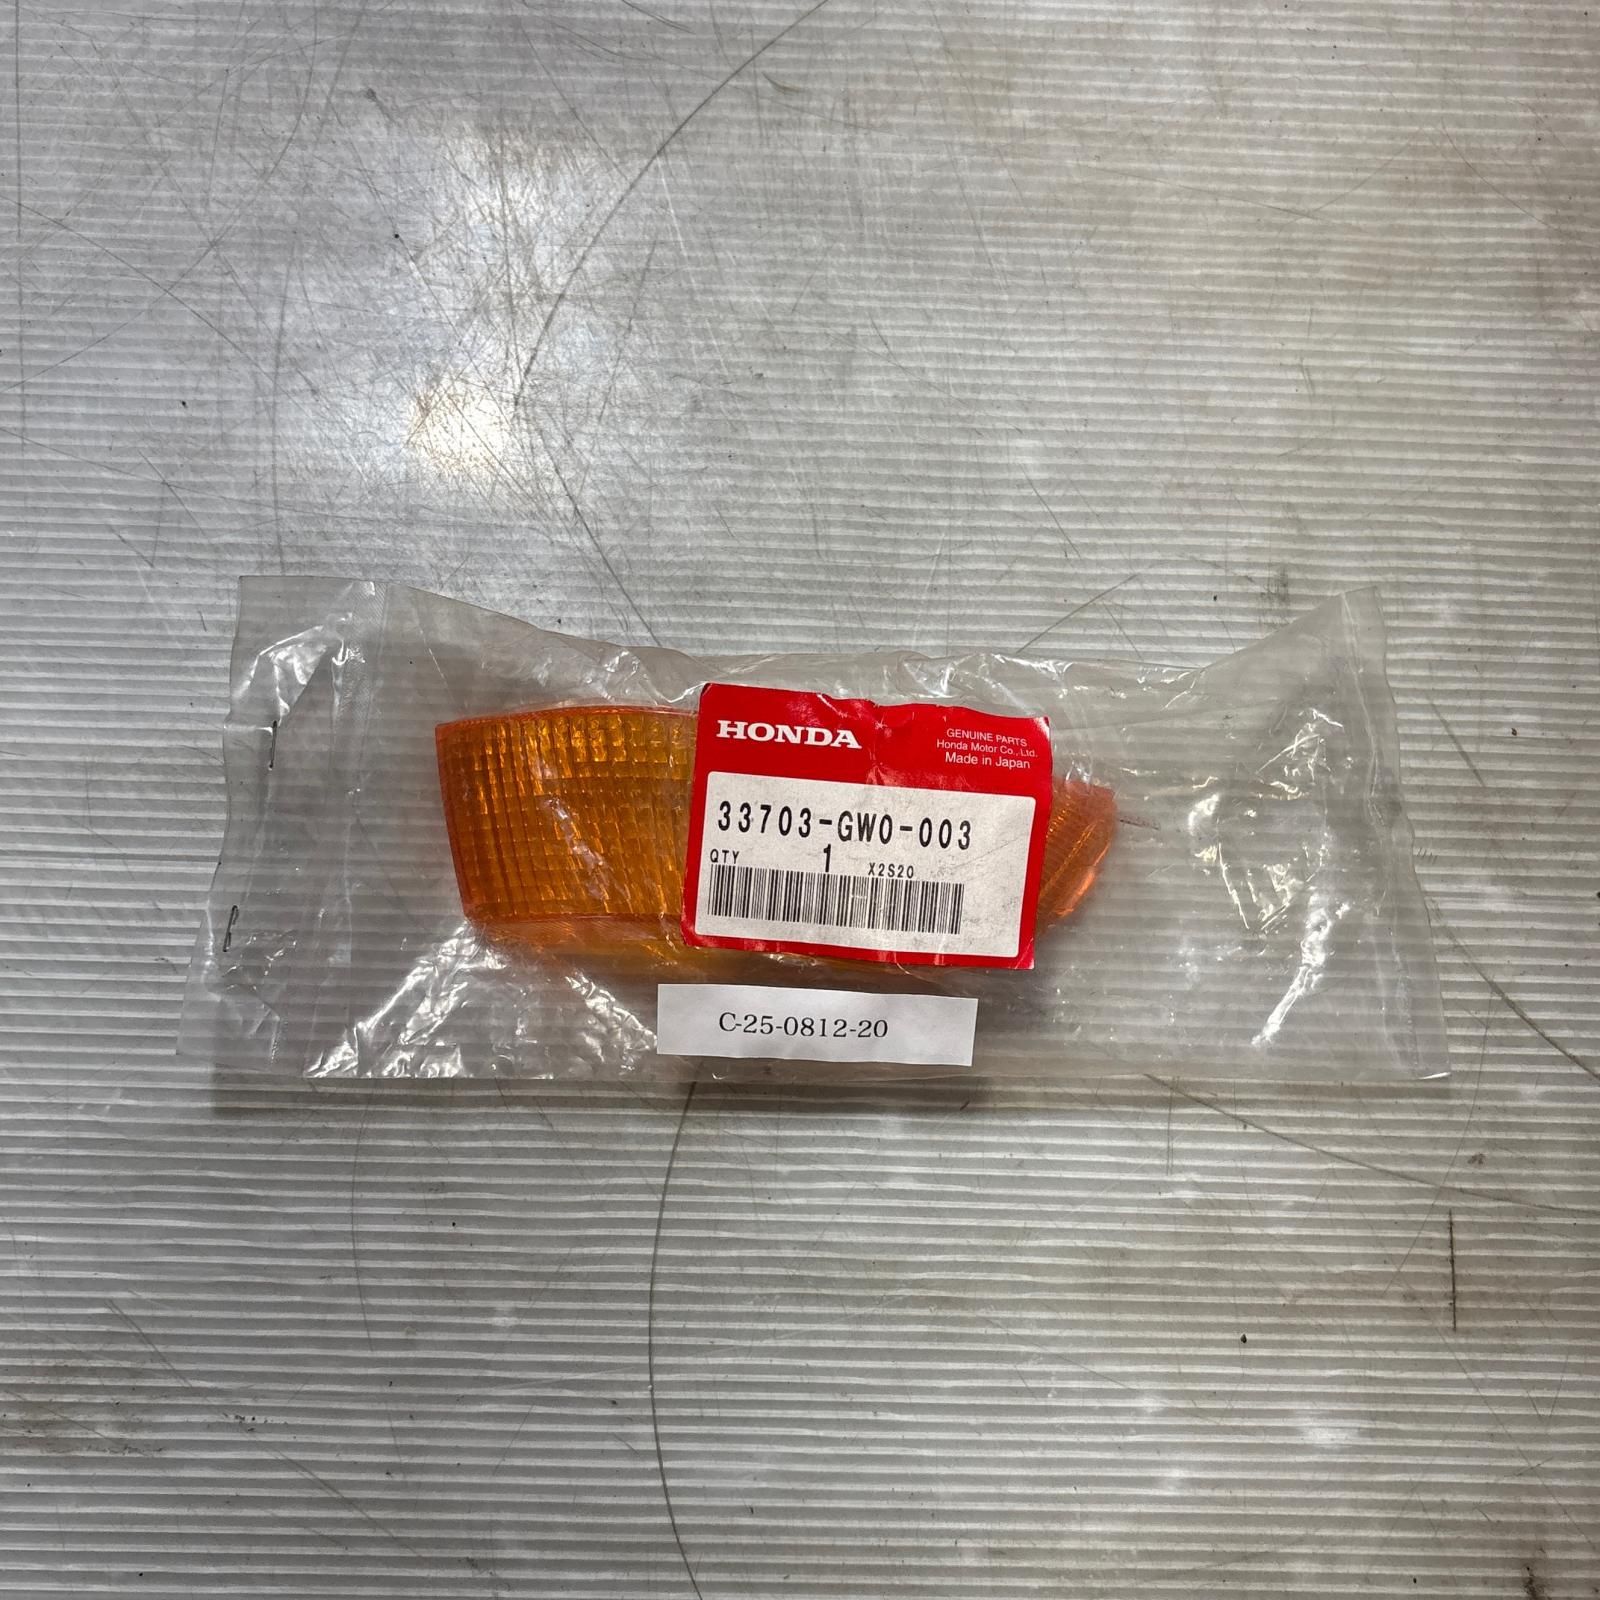 HONDA
GENUINE PARTS
Honda Motor Co., Ltd.
Made in Japan
33703-GW0-003
QTY 1 X2S20
C-25-0812-20